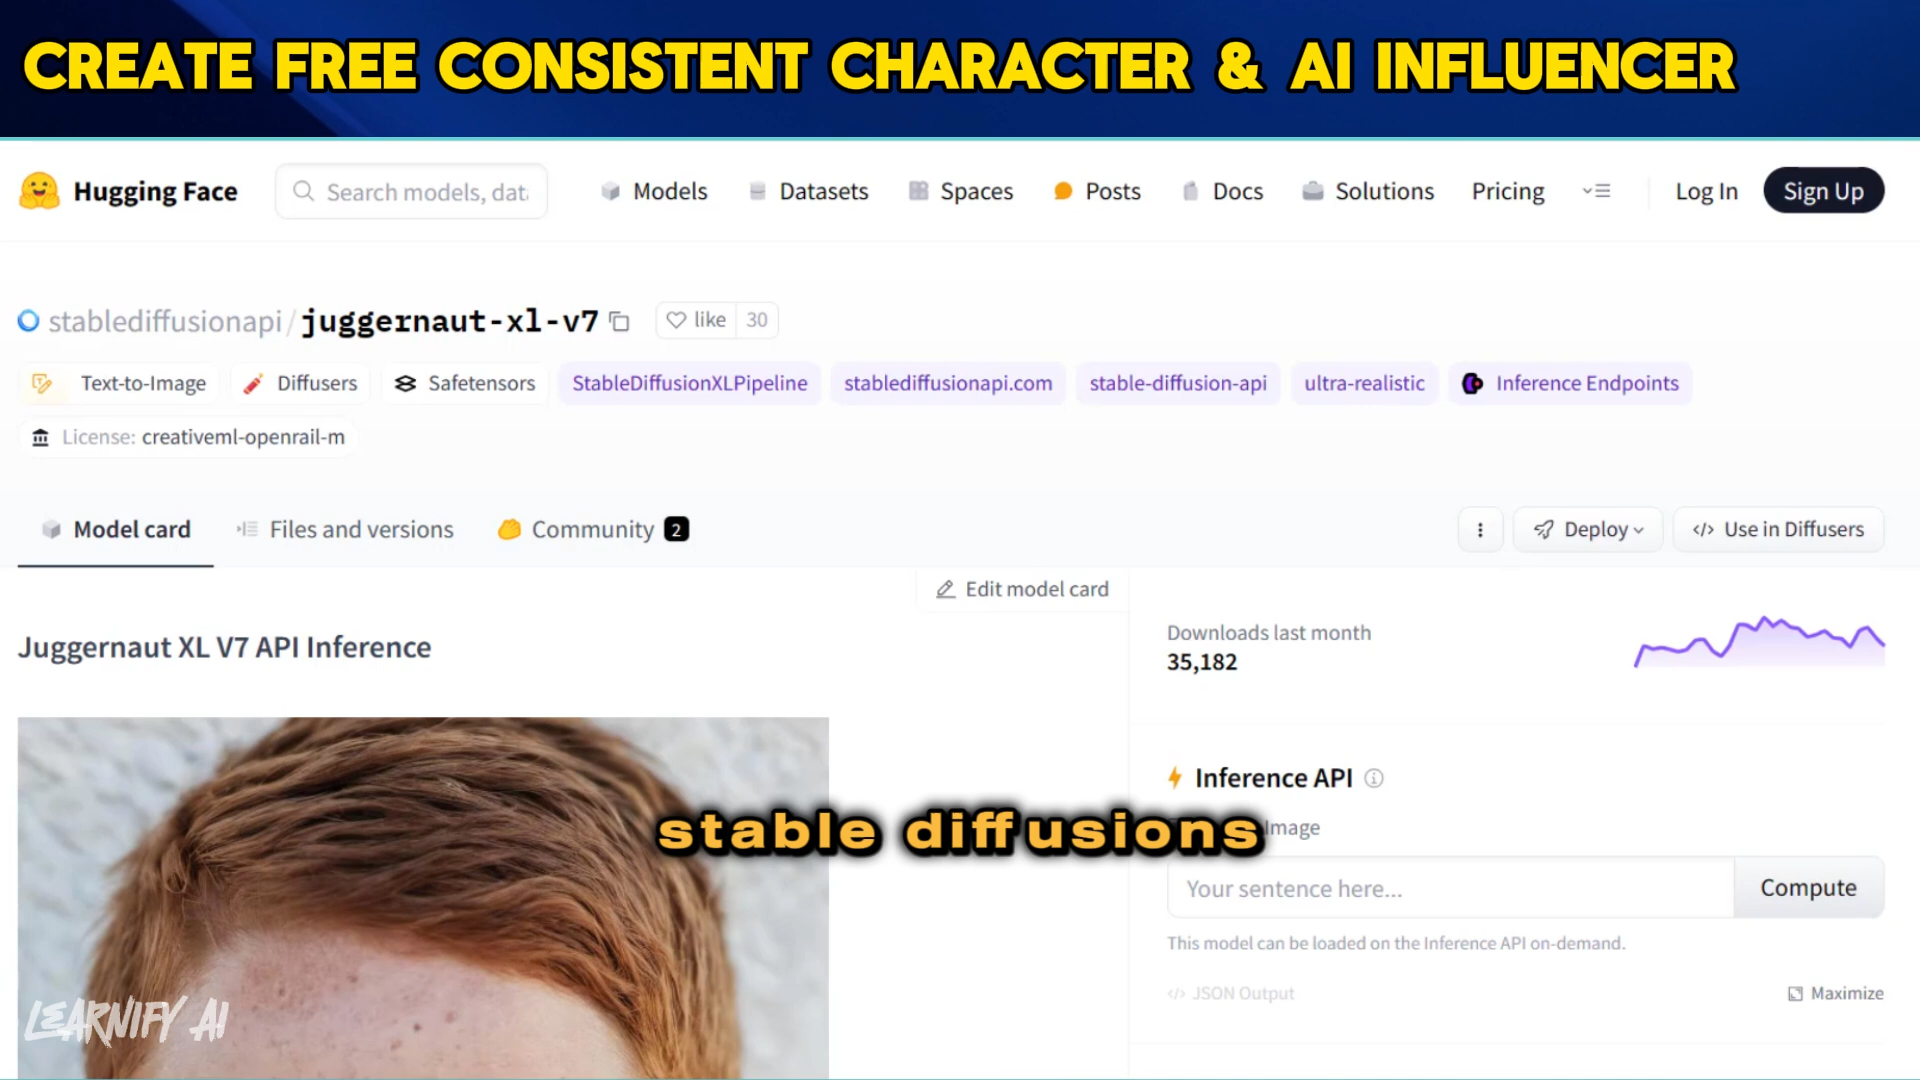 CREATE FREE CONSISTENT CHARACTER & AI INFLUENCER
Hugging Face
Search models, dat
Models
Datasets
Spaces
Posts
Docs
Solutions
Pricing
Log In
Sign Up
stablediffusionapi/juggernaut-xl-v7
like 30
Text-to-Image
Diffusers
Safetensors
StableDiffusionXLPipeline
stablediffusionapi.com
stable-diffusion-api
ultra-realistic
Inference Endpoints
License: creativeml-openrail-m
Model card
Files and versions
Community 2
Deploy
</> Use in Diffusers
Edit model card
Juggernaut XL V7 API Inference
Downloads last month
35,182
Inference API
Image
stable diffusions
Your sentence here...
Compute
This model can be loaded on the Inference API on-demand.
</> JSON Output
Maximize
LEARNIFY AI